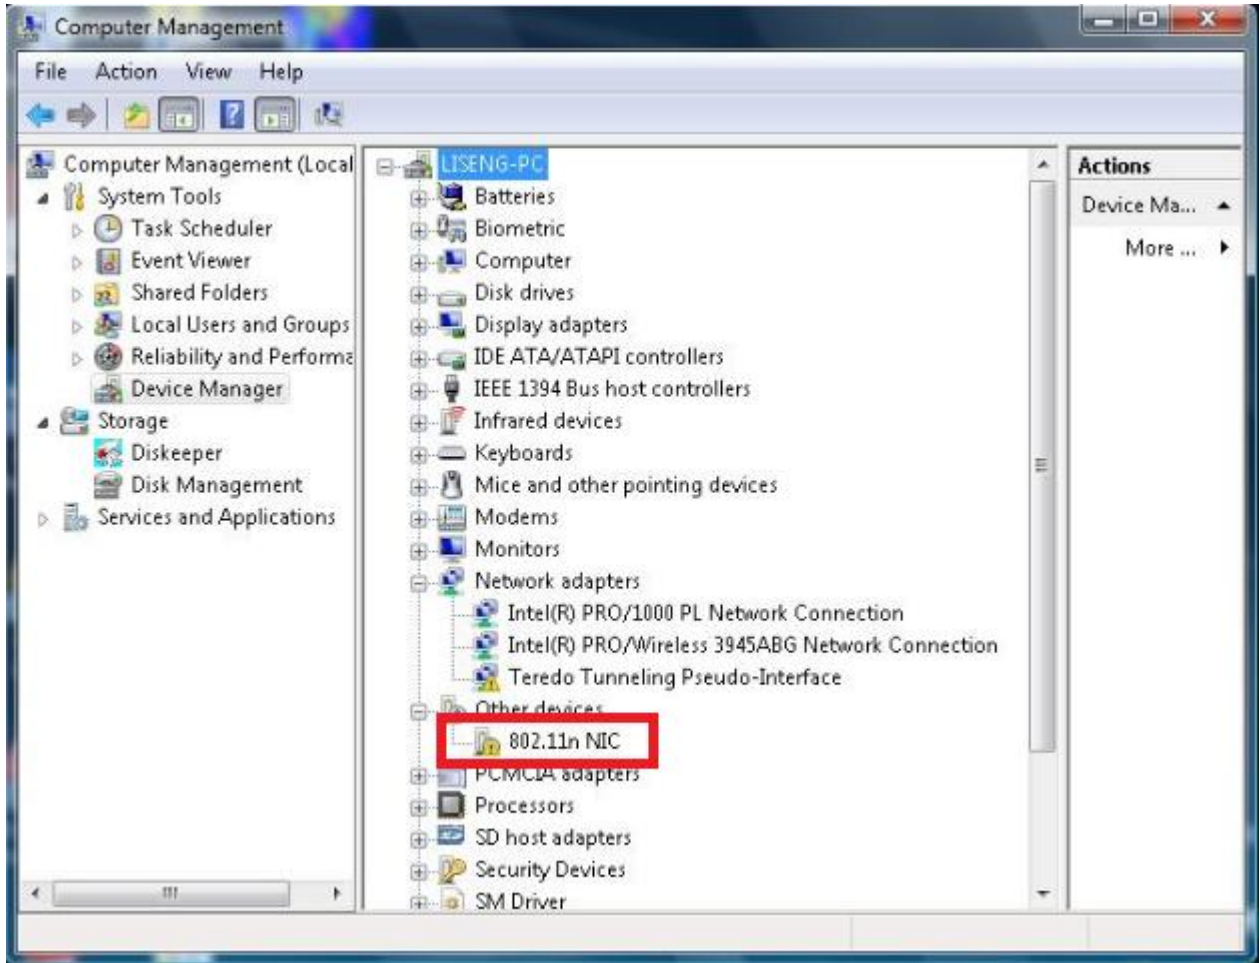 Computer Management
File Action View Help
Computer Management (Local
System Tools
Task Scheduler
Event Viewer
Shared Folders
Local Users and Groups
Reliability and Performa
Device Manager
Storage
Diskeeper
Disk Management
Services and Applications
LISENG-PC
Batteries
Biometric
Computer
Disk drives
Display adapters
IDE ATA/ATAPI controllers
IEEE 1394 Bus host controllers
Infrared devices
Keyboards
Mice and other pointing devices
Modems
Monitors
Network adapters
Intel(R) PRO/1000 PL Network Connection
Intel(R) PRO/Wireless 3945ABG Network Connection
Teredo Tunneling Pseudo-Interface
Other devices
802.11n NIC
PCMCIA adapters
Processors
SD host adapters
Security Devices
SM Driver
Actions
Device Ma...
More ...